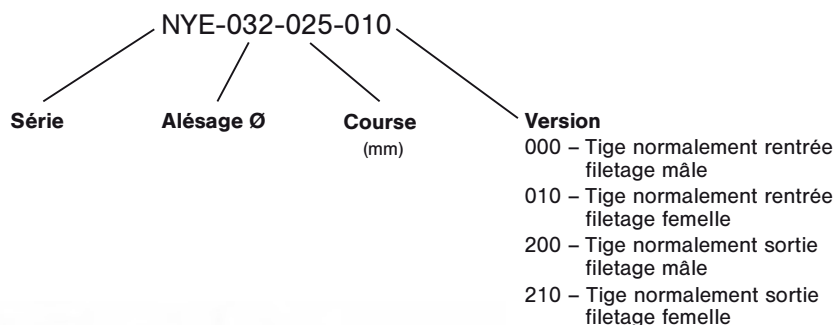 NYE-032-025-010
Série
Alésage Ø
Course
(mm)
Version
000 – Tige normalement rentrée
filetage mâle
010 – Tige normalement rentrée
filetage femelle
200 – Tige normalement sortie
filetage mâle
210 – Tige normalement sortie
filetage femelle